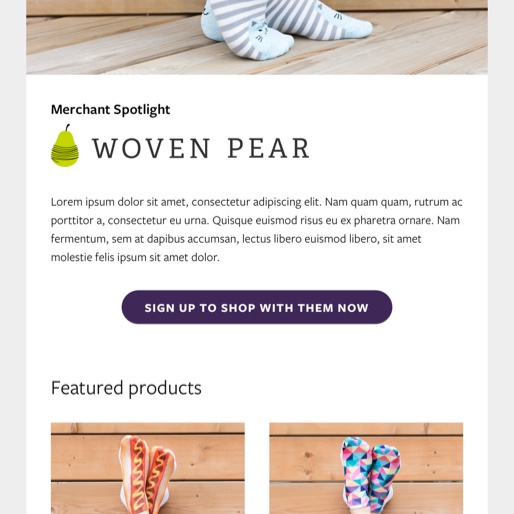 Merchant Spotlight
WOVEN PEAR
Lorem ipsum dolor sit amet, consectetur adipiscing elit. Nam quam quam, rutrum ac
porttitor a, consectetur eu urna. Quisque euismod risus eu ex pharetra ornare. Nam
fermentum, sem at dapibus accumsan, lectus libero euismod libero, sit amet
molestie felis ipsum sit amet dolor.
SIGN UP TO SHOP WITH THEM NOW
Featured products